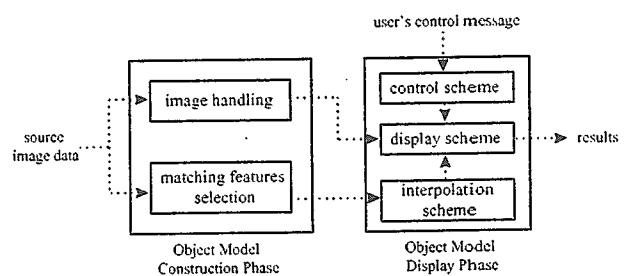 user's control message
control scheme
image handling
source
image data
display scheme
results
matching features
selection
interpolation
scheme
Object Model
Construction Phase
Object Model
Display Phase